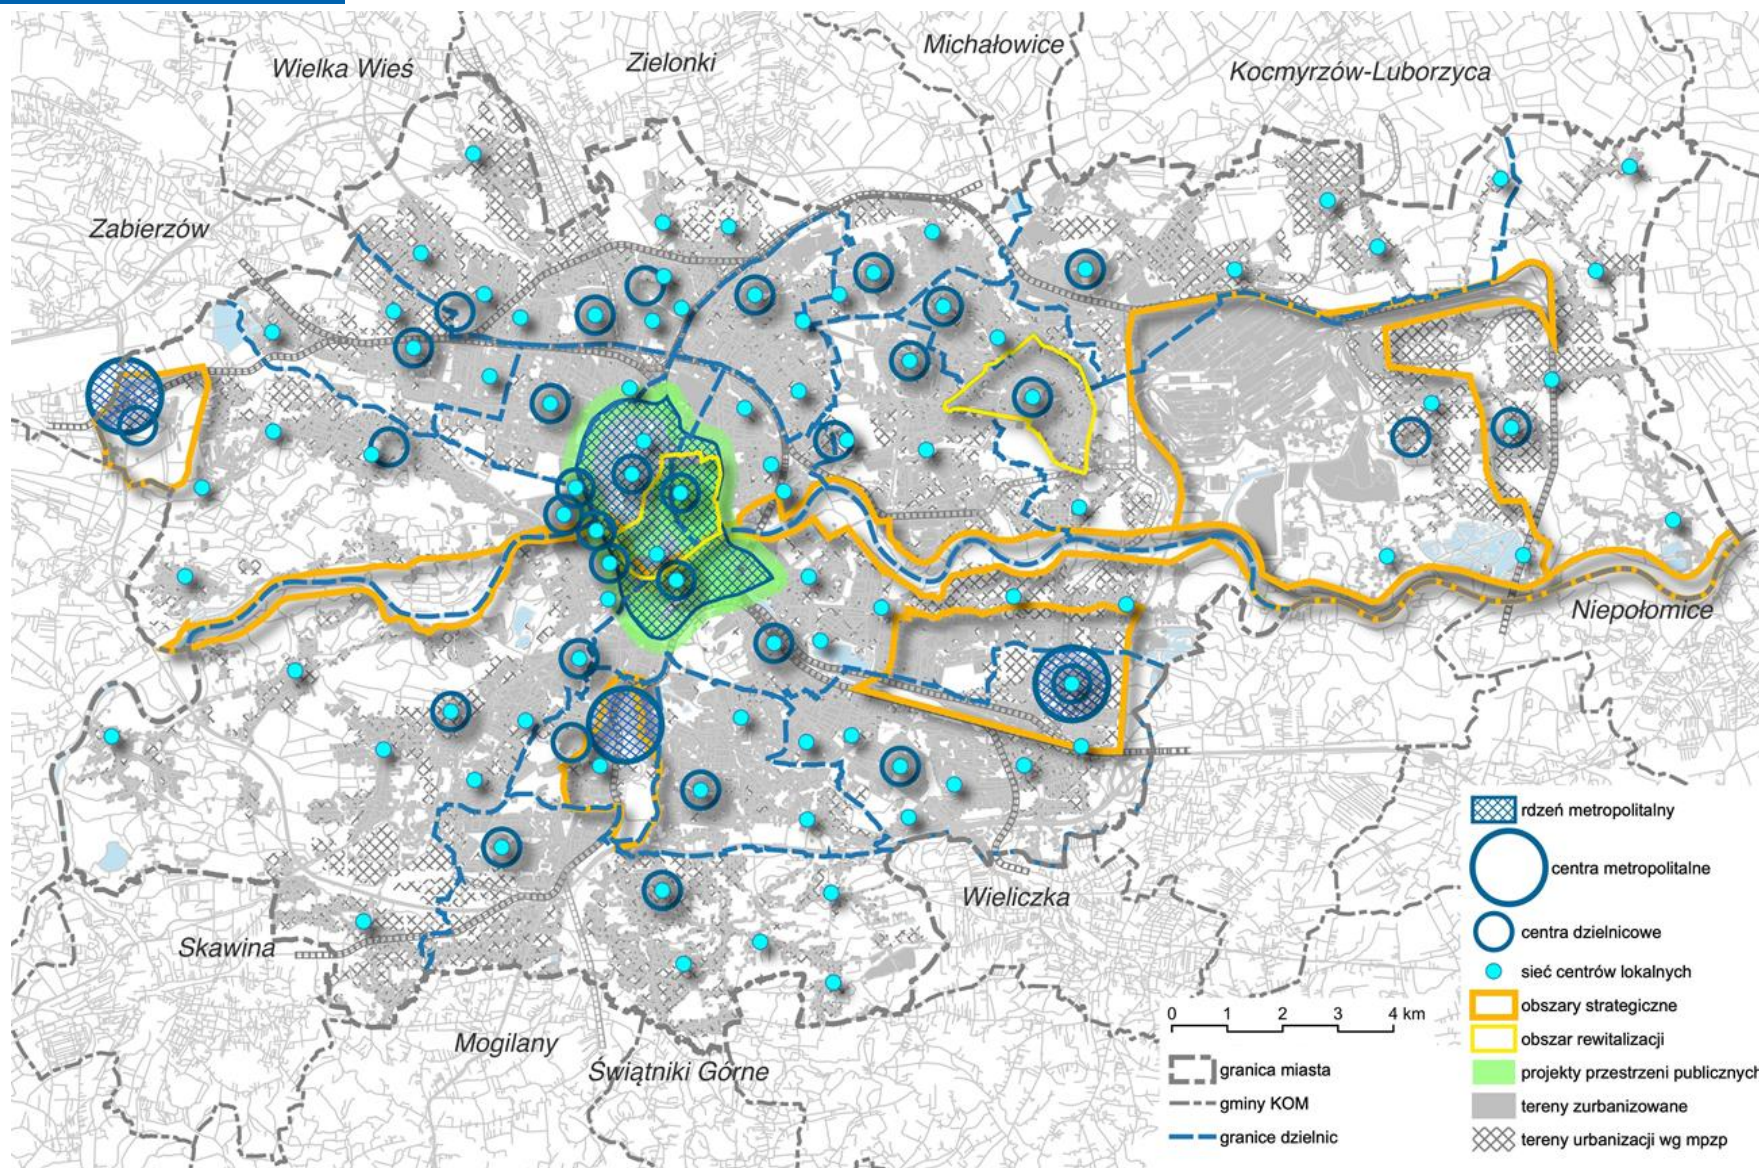 Michałowice
Zielonki
Wielka Wieś
Kocmyrzów-Luborzyca
Zabierzów
Niepołomice
Wieliczka
Skawina
Mogilany
Świątniki Górne
rdzeń metropolitalny
centra metropolitalne
centra dzielnicowe
sieć centrów lokalnych
obszary strategiczne
obszar rewitalizacji
projekty przestrzeni publicznych
tereny zurbanizowane
tereny urbanizacji wg mpzp
0 1 2 3 4 km
granica miasta
gminy KOM
granice dzielnic